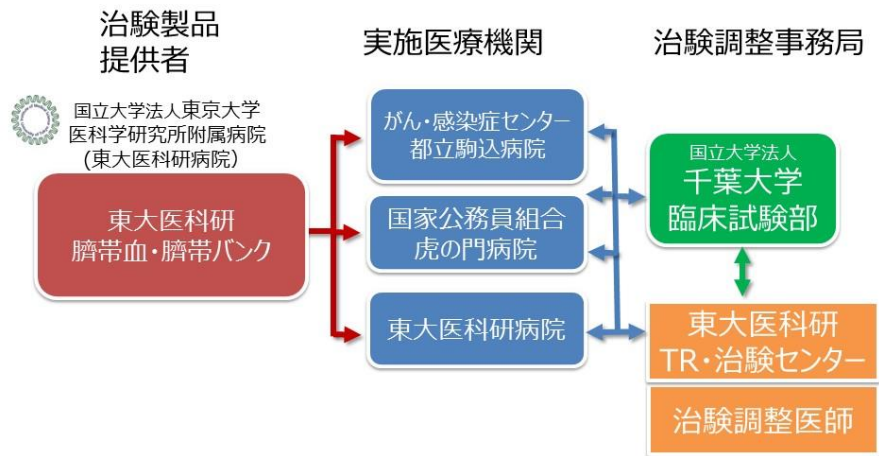 治験製品
提供者
国立大学法人東京大学
医科学研究所附属病院
(東大医科研病院)
東大医科研
臍帯血・臍帯バンク
実施医療機関
がん・感染症センター
都立駒込病院
国家公務員組合
虎の門病院
東大医科研病院
治験調整事務局
国立大学法人
千葉大学
臨床試験部
東大医科研
TR・治験センター
治験調整医師